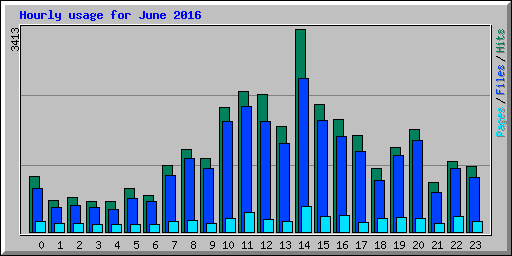 Hourly usage for June 2016
3413
Pages / Files / Hits
0 1 2 3 4 5 6 7 8 9 10 11 12 13 14 15 16 17 18 19 20 21 22 23